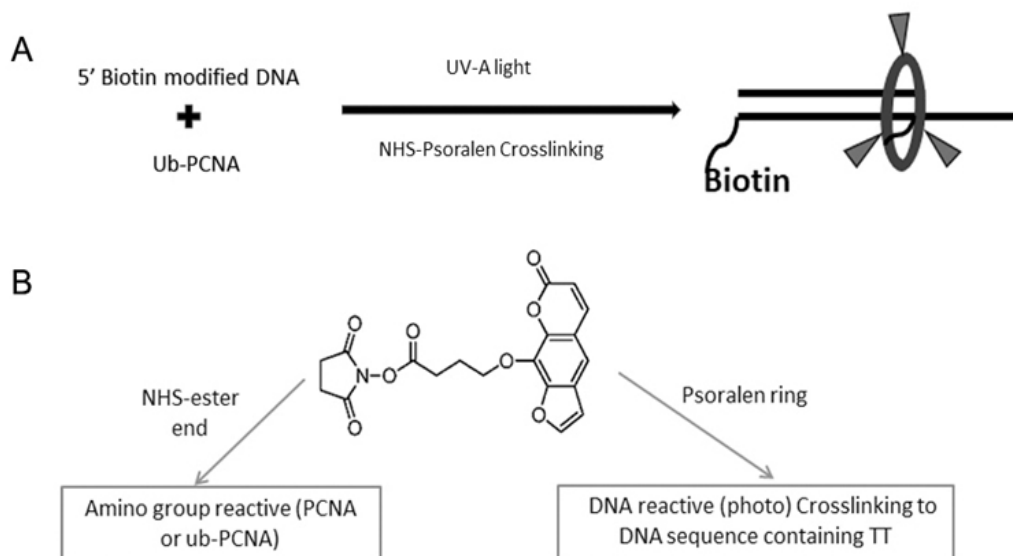 A
5' Biotin modified DNA
+
Ub-PCNA
UV-A light
NHS-Psoralen Crosslinking
Biotin
B
O
O
O
O
O
N
O
O
O
O
NHS-ester
end
Psoralen ring
Amino group reactive (PCNA
or ub-PCNA)
DNA reactive (photo) Crosslinking to
DNA sequence containing TT